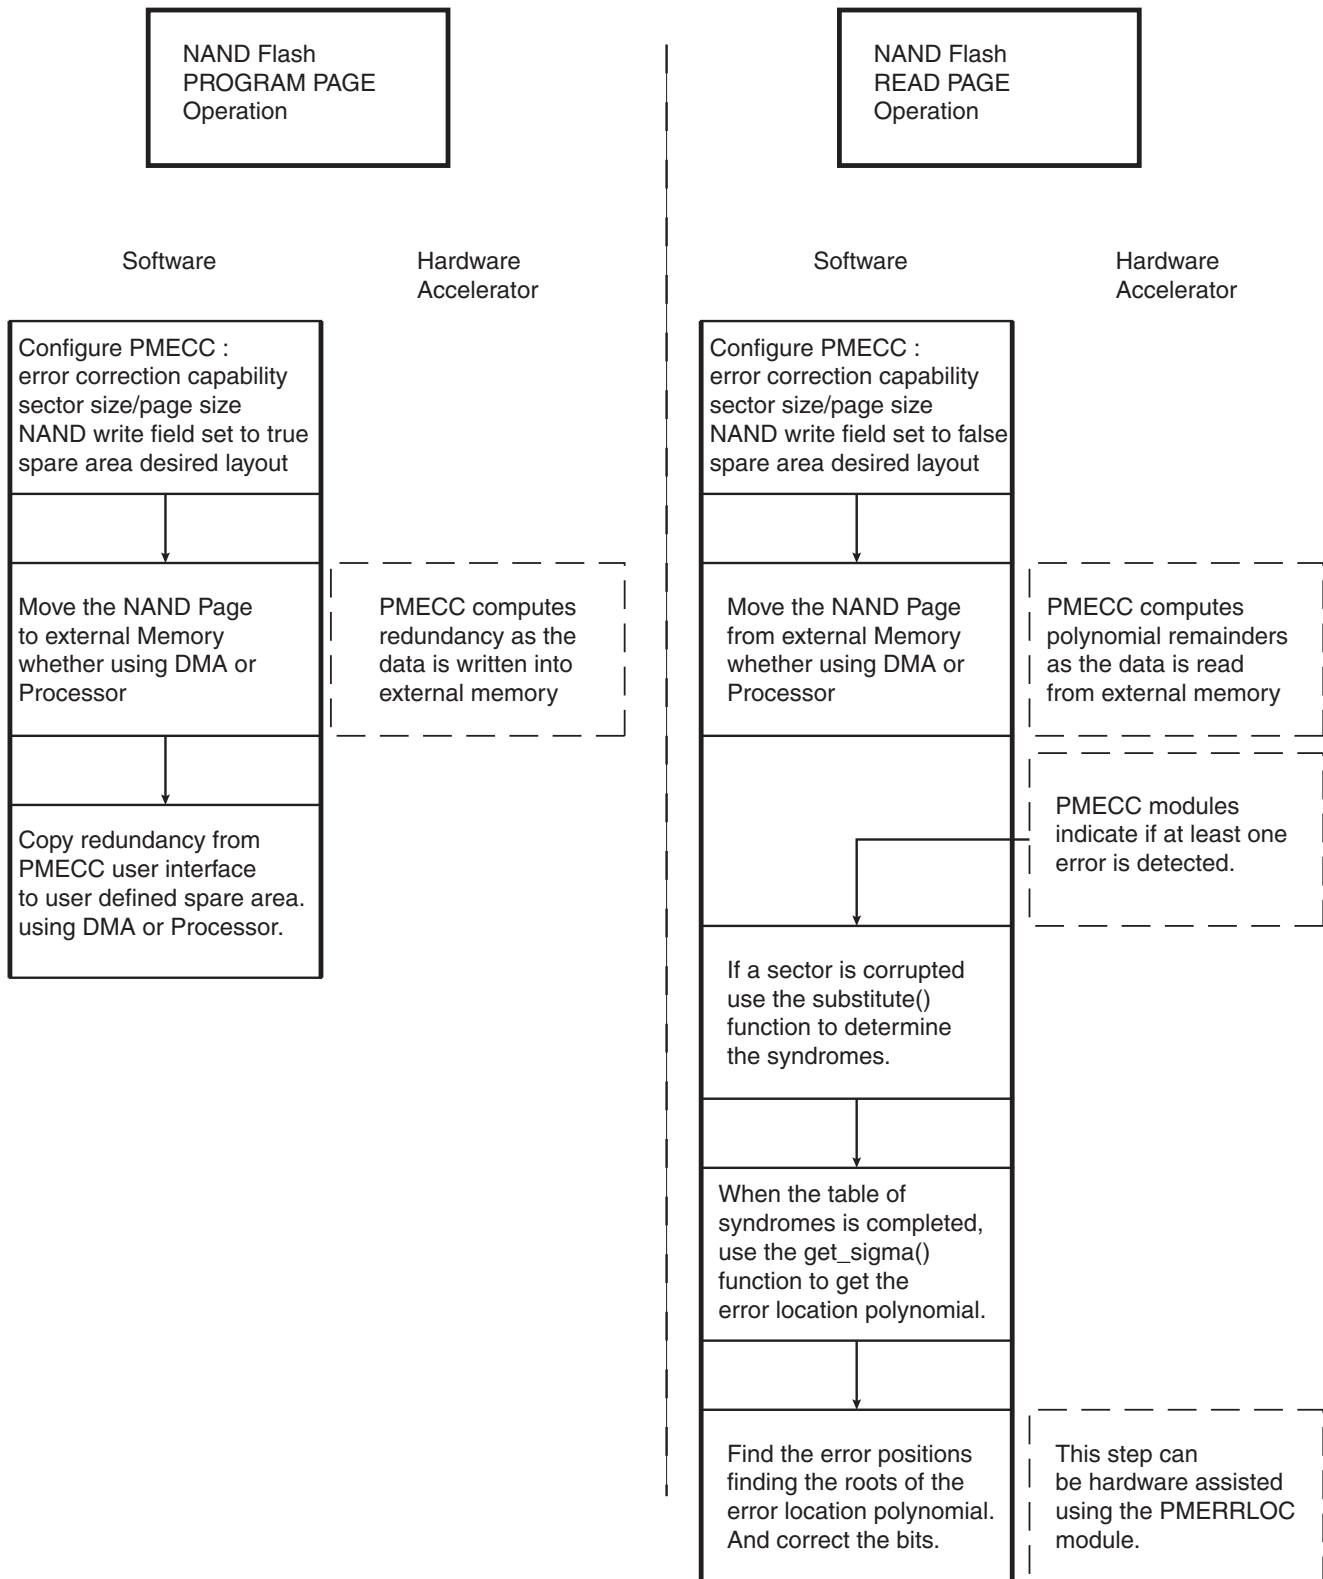 NAND Flash
PROGRAM PAGE
Operation
Software
Hardware
Accelerator
Configure PMECC :
error correction capability
sector size/page size
NAND write field set to true
spare area desired layout
Move the NAND Page
to external Memory
whether using DMA or
Processor
PMECC computes
redundancy as the
data is written into
external memory
Copy redundancy from
PMECC user interface
to user defined spare area.
using DMA or Processor.
NAND Flash
READ PAGE
Operation
Software
Hardware
Accelerator
Configure PMECC :
error correction capability
sector size/page size
NAND write field set to false
spare area desired layout
Move the NAND Page
from external Memory
whether using DMA or
Processor
PMECC computes
polynomial remainders
as the data is read
from external memory
PMECC modules
indicate if at least one
error is detected.
If a sector is corrupted
use the substitute()
function to determine
the syndromes.
When the table of
syndromes is completed,
use the get_sigma()
function to get the
error location polynomial.
Find the error positions
finding the roots of the
error location polynomial.
And correct the bits.
This step can
be hardware assisted
using the PMERRLOC
module.